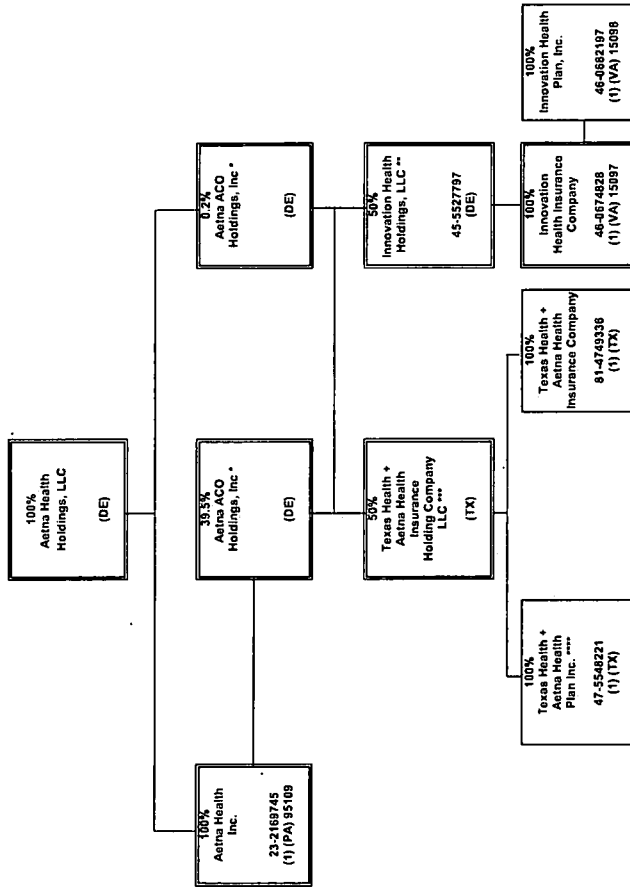 100%
Aetna Health
Holdings, LLC
(DE)
100%
Aetna Health
Inc.
23-2169745
(1) (PA) 95109
39.5%
Aetna ACO
Holdings, Inc *
(DE)
0.2%
Aetna ACO
Holdings, Inc *
(DE)
50%
Texas Health +
Aetna Health
Insurance
Holding Company
LLC ***
(TX)
50%
Innovation Health
Holdings, LLC **
45-5527797
(DE)
100%
Texas Health +
Aetna Health
Plan Inc. ****
47-5548221
(1) (TX)
100%
Texas Health +
Aetna Health
Insurance Company
81-4749336
(1) (TX)
100%
Innovation
Health Insurance
Company
46-0674828
(1) (VA) 15097
100%
Innovation Health
Plan, Inc.
46-0682197
(1) (VA) 15098